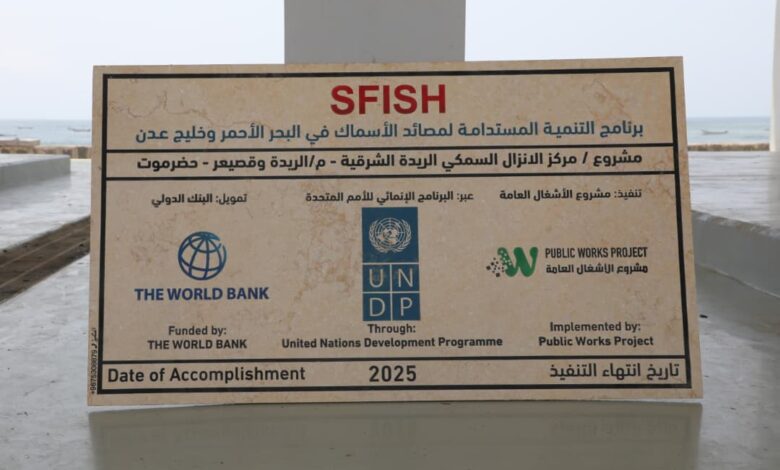 SFISH
برنامج التنمية المستدامة لمصائد الأسماك في البحر الأحمر وخليج عدن
مشروع / مركز الانزال السمكي الريدة الشرقية - م/الريدة وقصيعر - حضرموت
تنفيذ: مشروع الأشغال العامة
عبر: البرنامج الإنمائي للأمم المتحدة
تمويل: البنك الدولي
PUBLIC WORKS PROJECT
مشروع الأشغال العامة
UN
DP
THE WORLD BANK
Funded by:
THE WORLD BANK
Through:
United Nations Development Programme
Implemented by:
Public Works Project
Date of Accomplishment 2025 تاريخ انتهاء التنفيذ